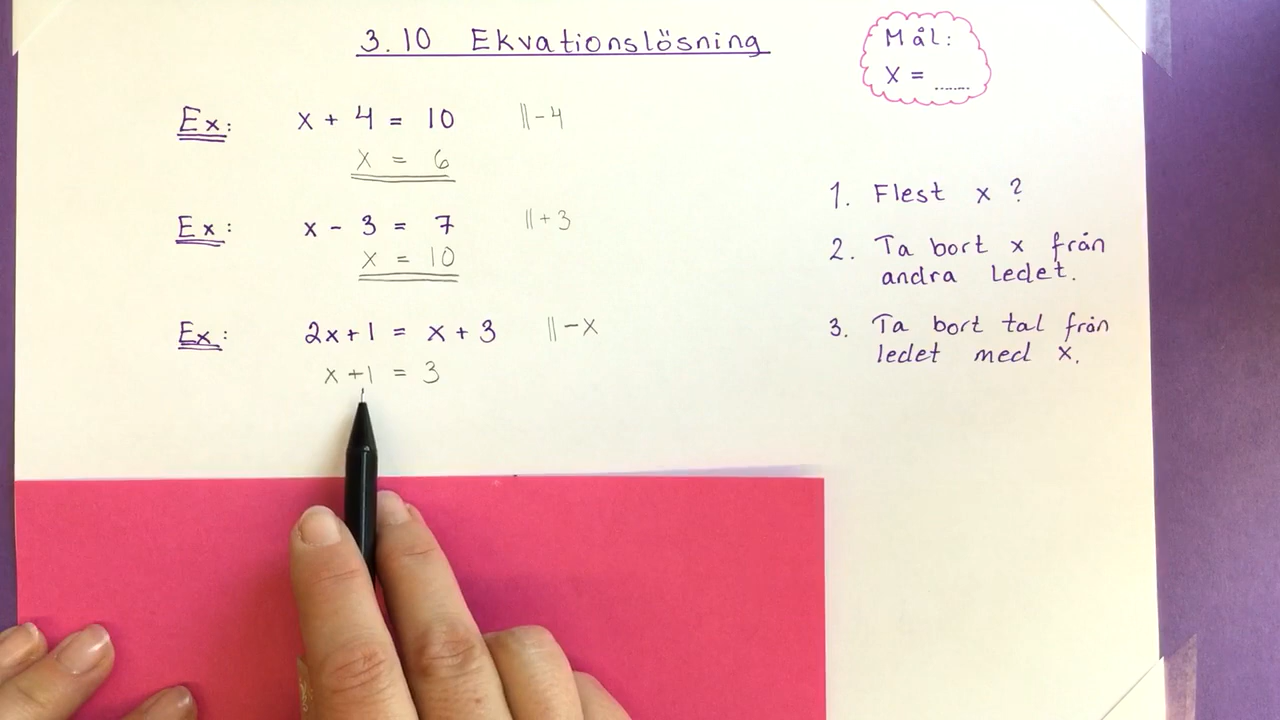 3.10 Ekvationslösning
Mål:
X = .......
Ex: x + 4 = 10 ||-4
x = 6
Ex: x - 3 = 7 ||+3
x = 10
Ex: 2x+1 = x + 3 ||-x
x +1 = 3
1. Flest x ?
2. Ta bort x från
andra ledet.
3. Ta bort tal från
ledet med x.